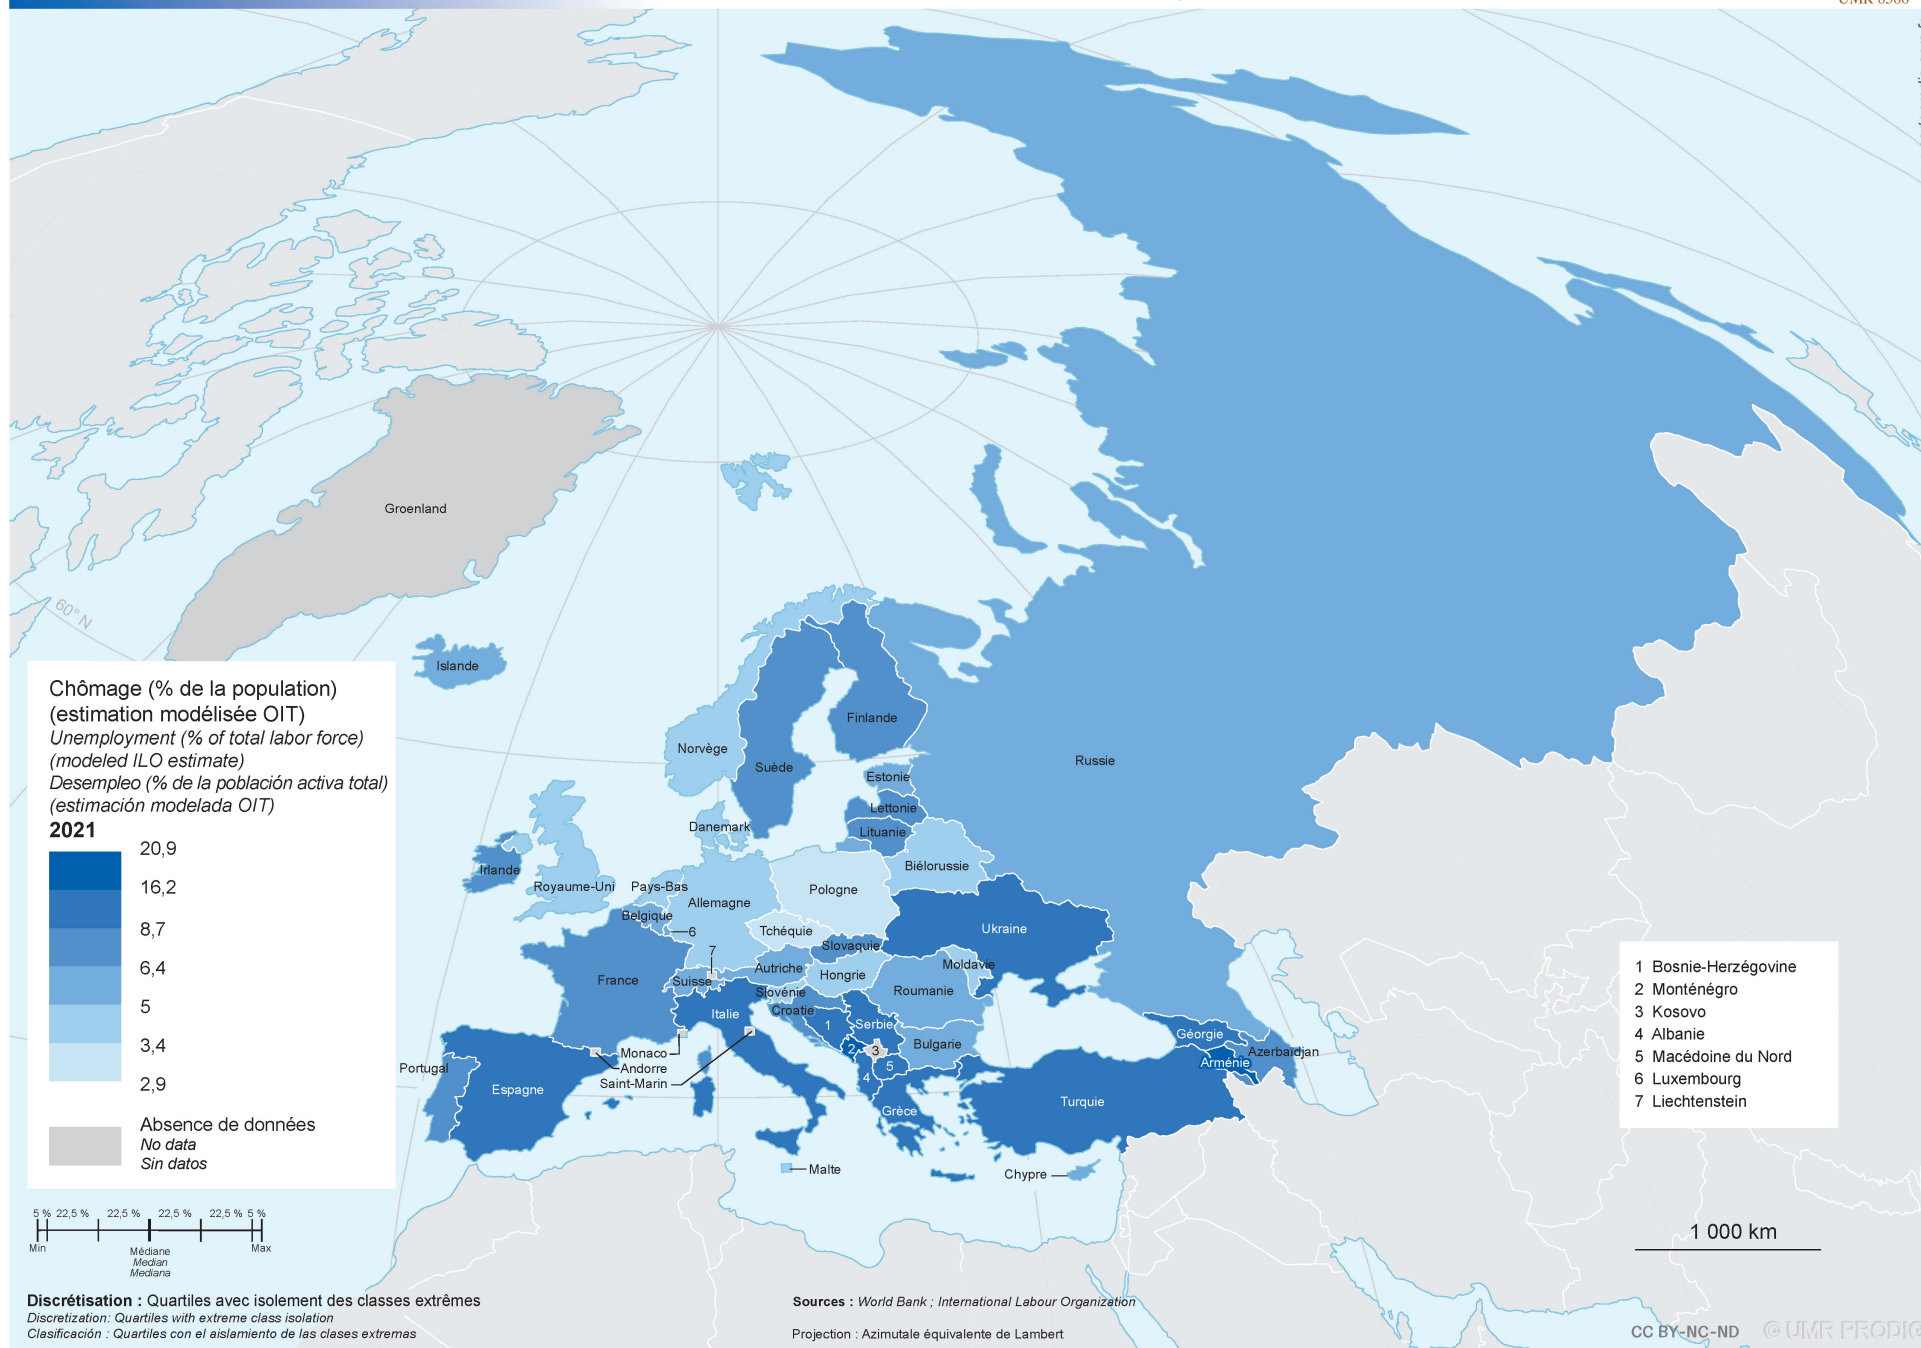 UMR 8586
60° N
Groenland
Islande
Norvège
Suède
Finlande
Russie
Estonie
Lettonie
Lituanie
Danemark
Irlande
Royaume-Uni
Pays-Bas
Biélorussie
Pologne
Allemagne
Belgique
6
Tchéquie
Ukraine
Slovaquie
7
France
Suisse
Autriche
Hongrie
Moldavie
Roumanie
Slovénie
Croatie
Italie
1
Serbie
Bulgarie
Géorgie
2
3
Azerbaïdjan
Arménie
Monaco
Andorre
Saint-Marin
Portugal
Espagne
4
5
Grèce
Turquie
Malte
Chypre
Chômage (% de la population)
(estimation modélisée OIT)
Unemployment (% of total labor force)
(modeled ILO estimate)
Desempleo (% de la población activa total)
(estimación modelada OIT)
2021
20,9
16,2
8,7
6,4
5
3,4
2,9
Absence de données
No data
Sin datos
1 Bosnie-Herzégovine
2 Monténégro
3 Kosovo
4 Albanie
5 Macédoine du Nord
6 Luxembourg
7 Liechtenstein
5 % 22,5 % 22,5 % 22,5 % 22,5 % 5 %
Min
Médiane
Median
Mediana
Max
1 000 km
Discrétisation : Quartiles avec isolement des classes extrêmes
Discretization: Quartiles with extreme class isolation
Clasificación : Quartiles con el aislamiento de las clases extremas
Sources : World Bank ; International Labour Organization
Projection : Azimutale équivalente de Lambert
CC BY-NC-ND © UMR PRODIG